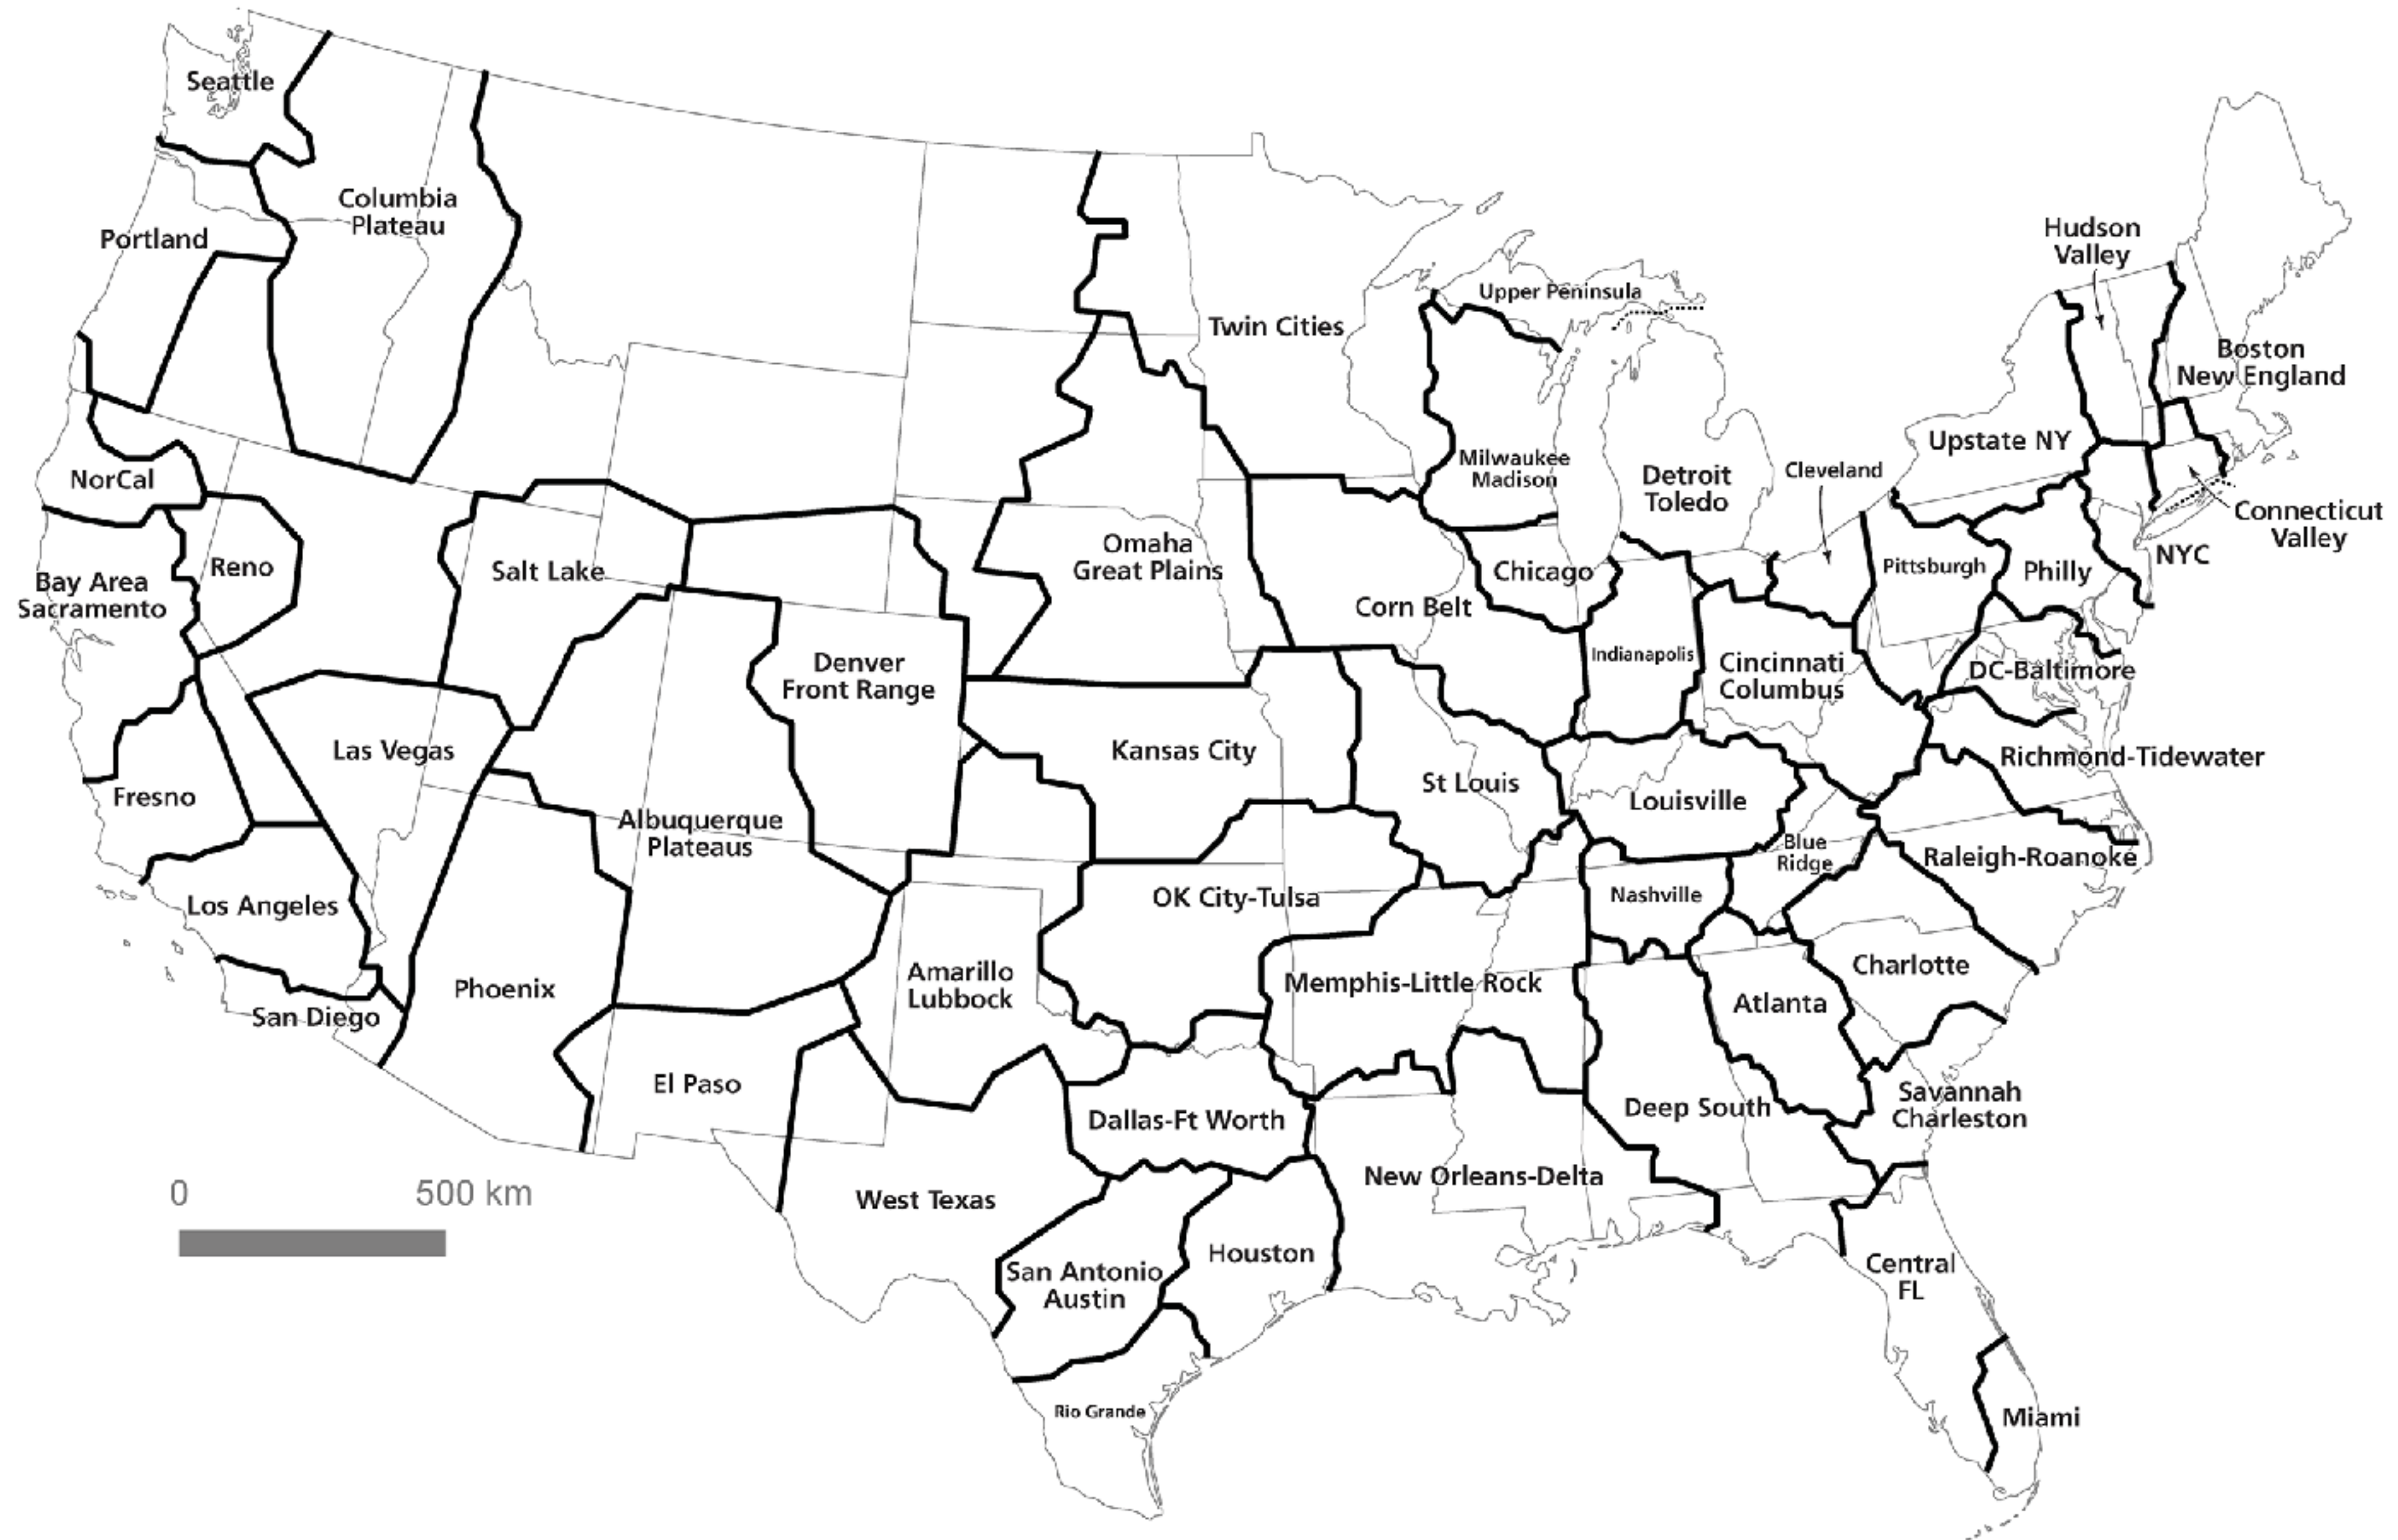 Seattle
Columbia
Plateau
Portland
Hudson
Valley
Upper Peninsula
Twin Cities
Boston
New England
Upstate NY
NorCal
Milwaukee
Madison
Detroit
Toledo
Cleveland
Connecticut
Valley
NYC
Bay Area
Sacramento
Reno
Salt Lake
Omaha
Great Plains
Chicago
Pittsburgh
Philly
Corn Belt
Indianapolis
Cincinnati
Columbus
DC-Baltimore
Denver
Front Range
Las Vegas
Kansas City
St Louis
Richmond-Tidewater
Fresno
Albuquerque
Plateaus
Louisville
Blue
Ridge
Raleigh-Roanoke
Los Angeles
OK City-Tulsa
Nashville
Phoenix
Amarillo
Lubbock
Memphis-Little Rock
Charlotte
Atlanta
San Diego
El Paso
Dallas-Ft Worth
Deep South
Savannah
Charleston
0
500 km
West Texas
New Orleans-Delta
San Antonio
Austin
Houston
Central
FL
Rio Grande
Miami